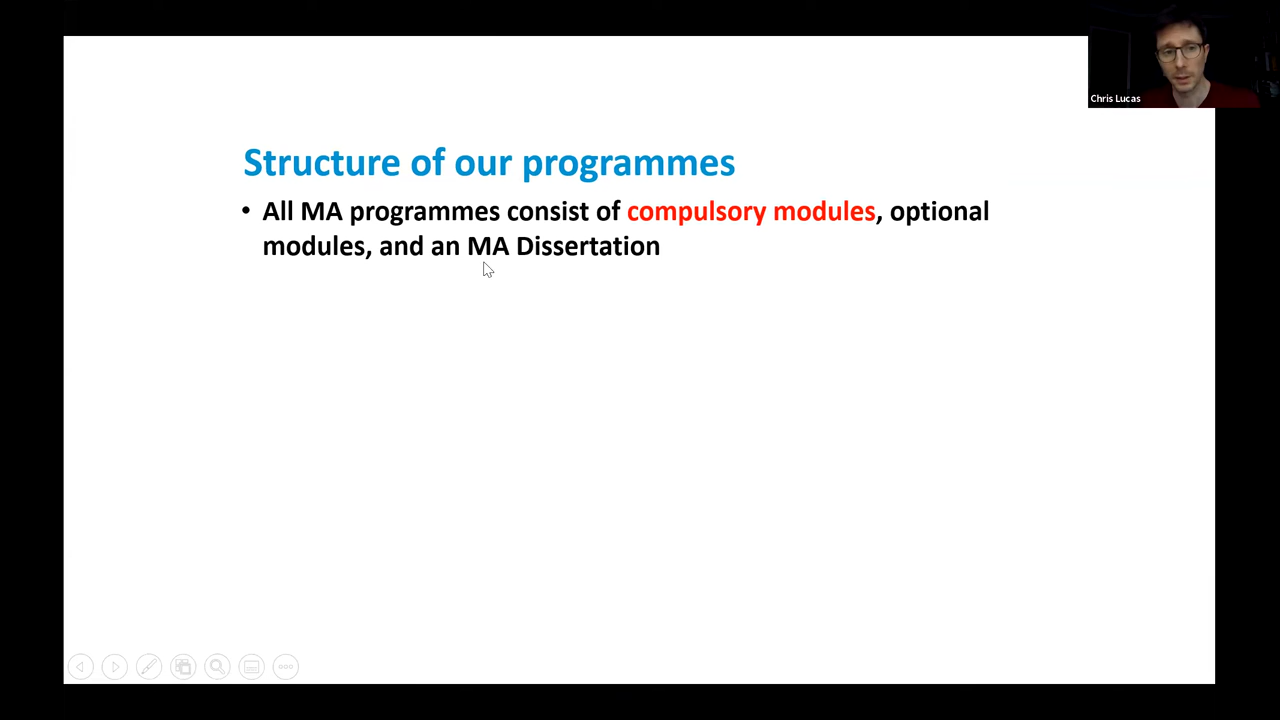 Chris Lucas
Structure of our programmes
• All MA programmes consist of compulsory modules, optional
modules, and an MA Dissertation